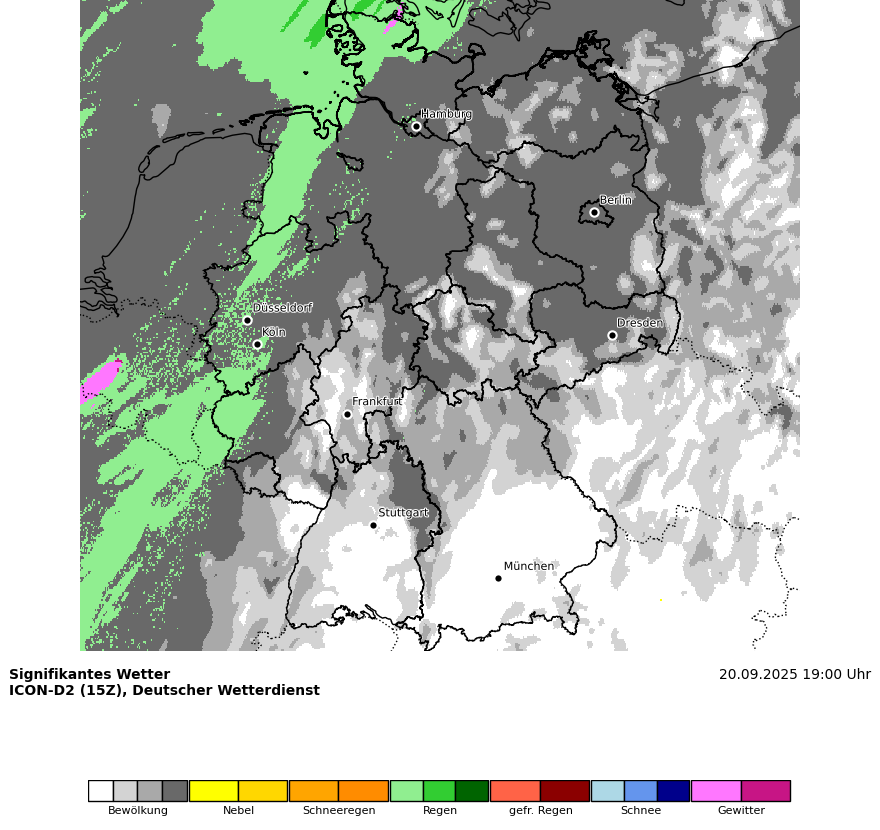 Hamburg
Berlin
Düsseldorf
Köln
Dresden
Frankfurt
Stuttgart
München
Signifikantes Wetter
20.09.2025 19:00 Uhr
ICON-D2 (15Z), Deutscher Wetterdienst
Bewölkung Nebel Schneeregen Regen gefr. Regen Schnee Gewitter